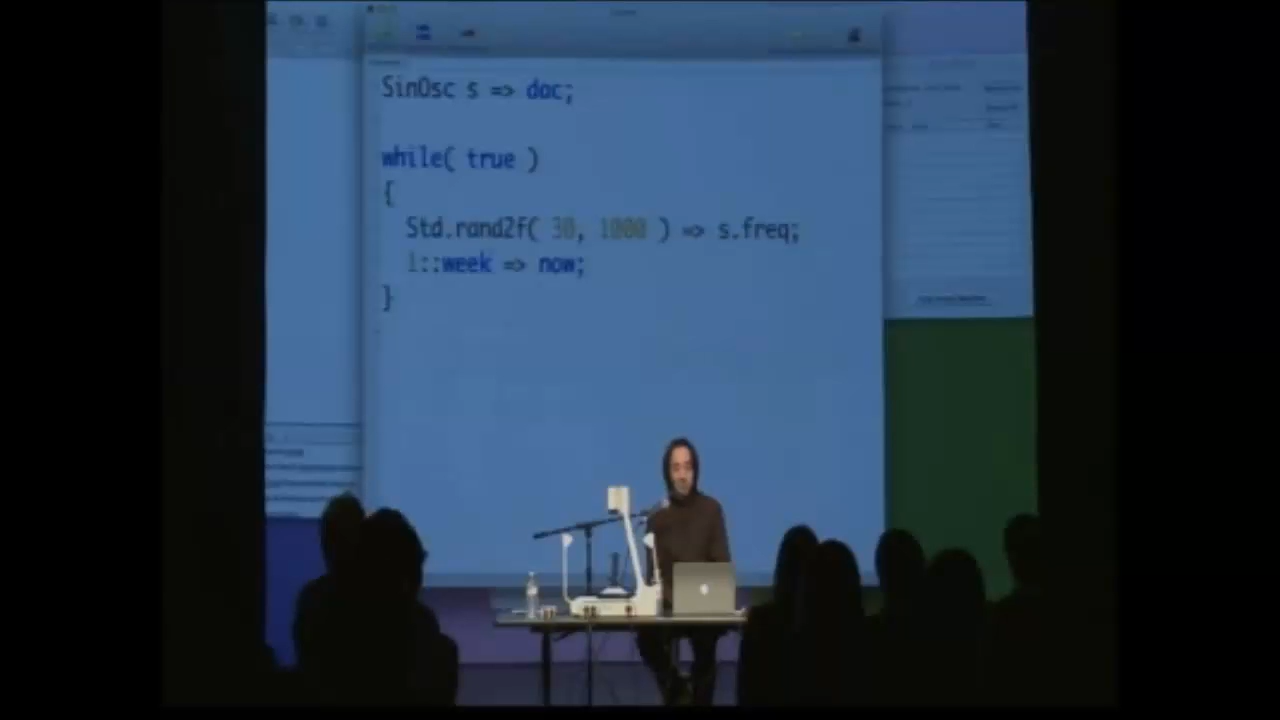 SinOsc s => dac;
while( true )
{
Std.rand2f( 30, 1000 ) => s.freq;
1::week => now;
}